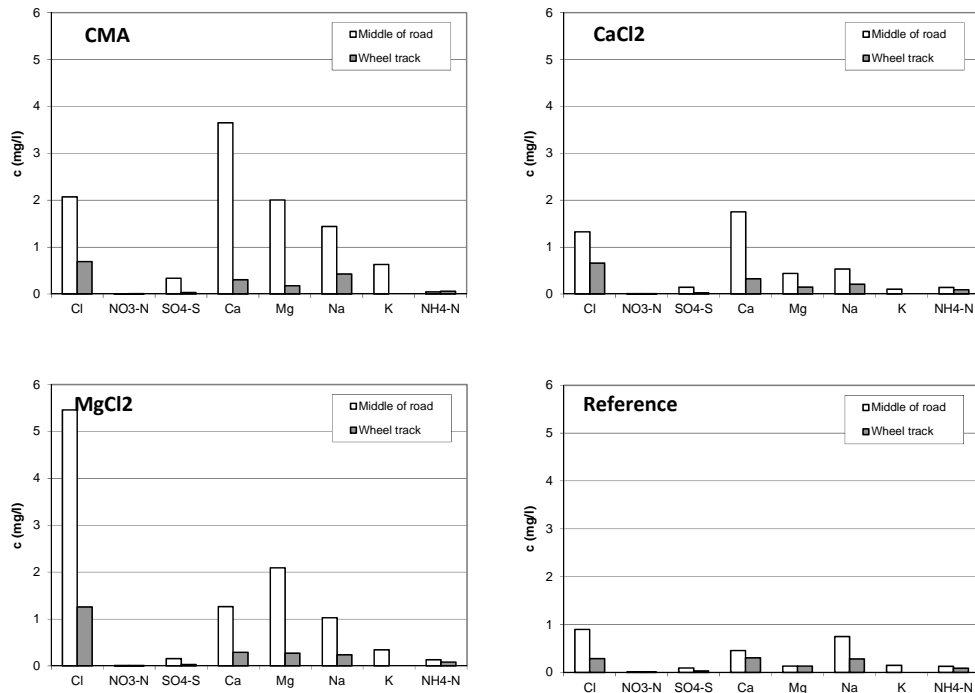 CMA
Middle of road
Wheel track
c (mg/l)
6
5
4
3
2
1
0
Cl NO3-N SO4-S Ca Mg Na K NH4-N
CaCl2
Middle of road
Wheel track
c (mg/l)
6
5
4
3
2
1
0
Cl NO3-N SO4-S Ca Mg Na K NH4-N
MgCl2
Middle of road
Wheel track
c (mg/l)
6
5
4
3
2
1
0
Cl NO3-N SO4-S Ca Mg Na K NH4-N
Reference
Middle of road
Wheel track
c (mg/l)
6
5
4
3
2
1
0
Cl NO3-N SO4-S Ca Mg Na K NH4-N